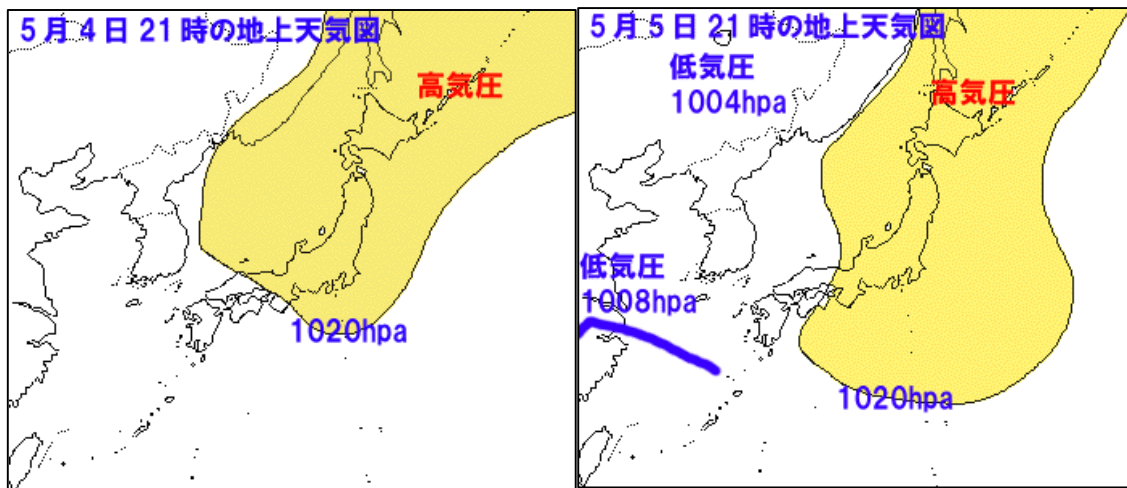 5月4日21時の地上天気図
高気圧
1020hpa
5月5日21時の地上天気図
低気圧
1004hpa
高気圧
低気圧
1008hpa
1020hpa